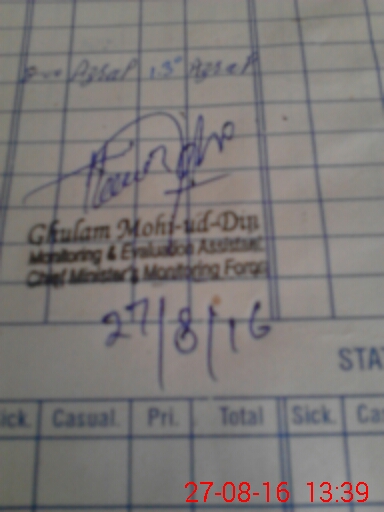 Ghulam Mohi-ud-Din
Monitoring & Evaluation Assistant
Chief Minister's Monitoring Force
27/8/16
STA
ick. Casual. Pri. Total Sick. Ca
27-08-16 13:39